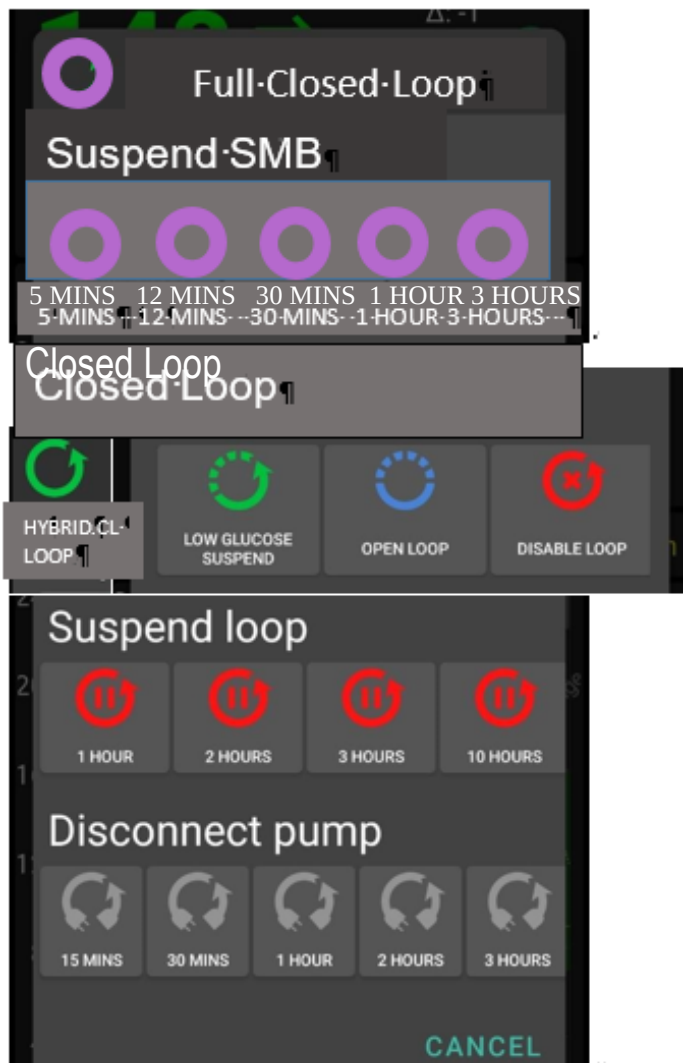 Δ: -1
Full·Closed·Loop¶
Suspend·SMB¶
5 MINS 12 MINS 30 MINS 1 HOUR 3 HOURS
5·MINS¶--12·MINS---30·MINS--1·HOUR-3·HOURS---¶
Closed Loop
Closed·Loop¶
HYBRID.CL-
LOOP¶
LOW GLUCOSE
SUSPEND
OPEN LOOP
DISABLE LOOP
Suspend loop
1 HOUR 2 HOURS 3 HOURS 10 HOURS
Disconnect pump
15 MINS 30 MINS 1 HOUR 2 HOURS 3 HOURS
CANCEL